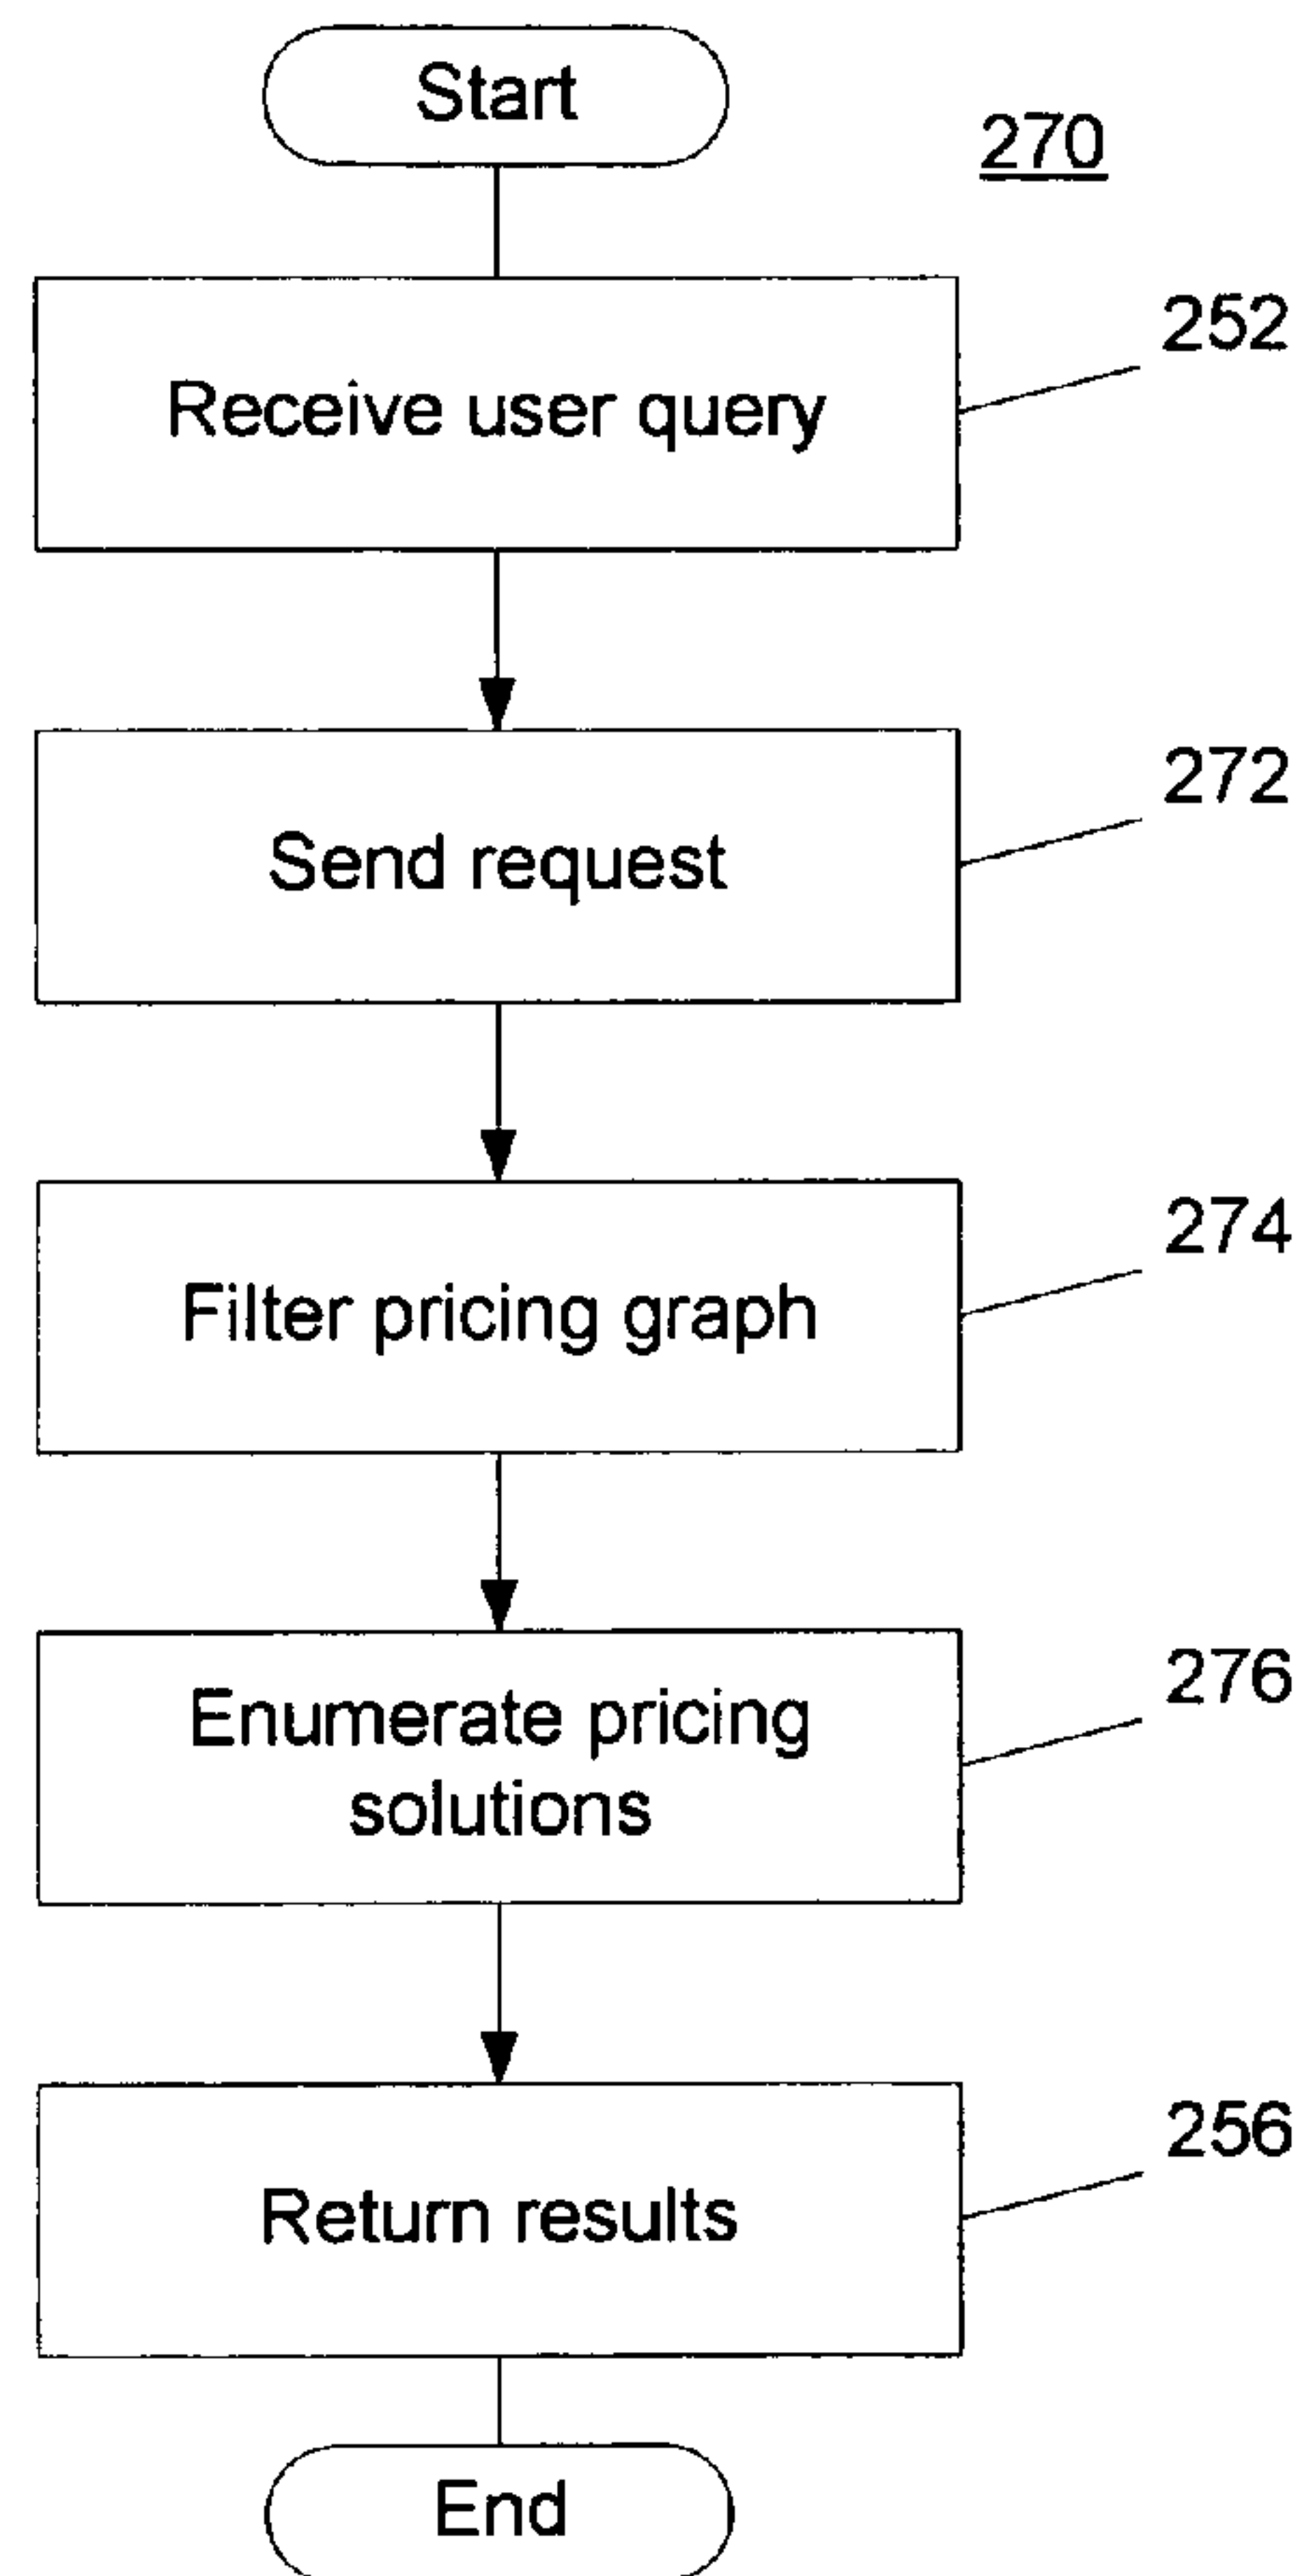 Start
270
Receive user query
252
Send request
272
Filter pricing graph
274
Enumerate pricing
solutions
276
Return results
256
End